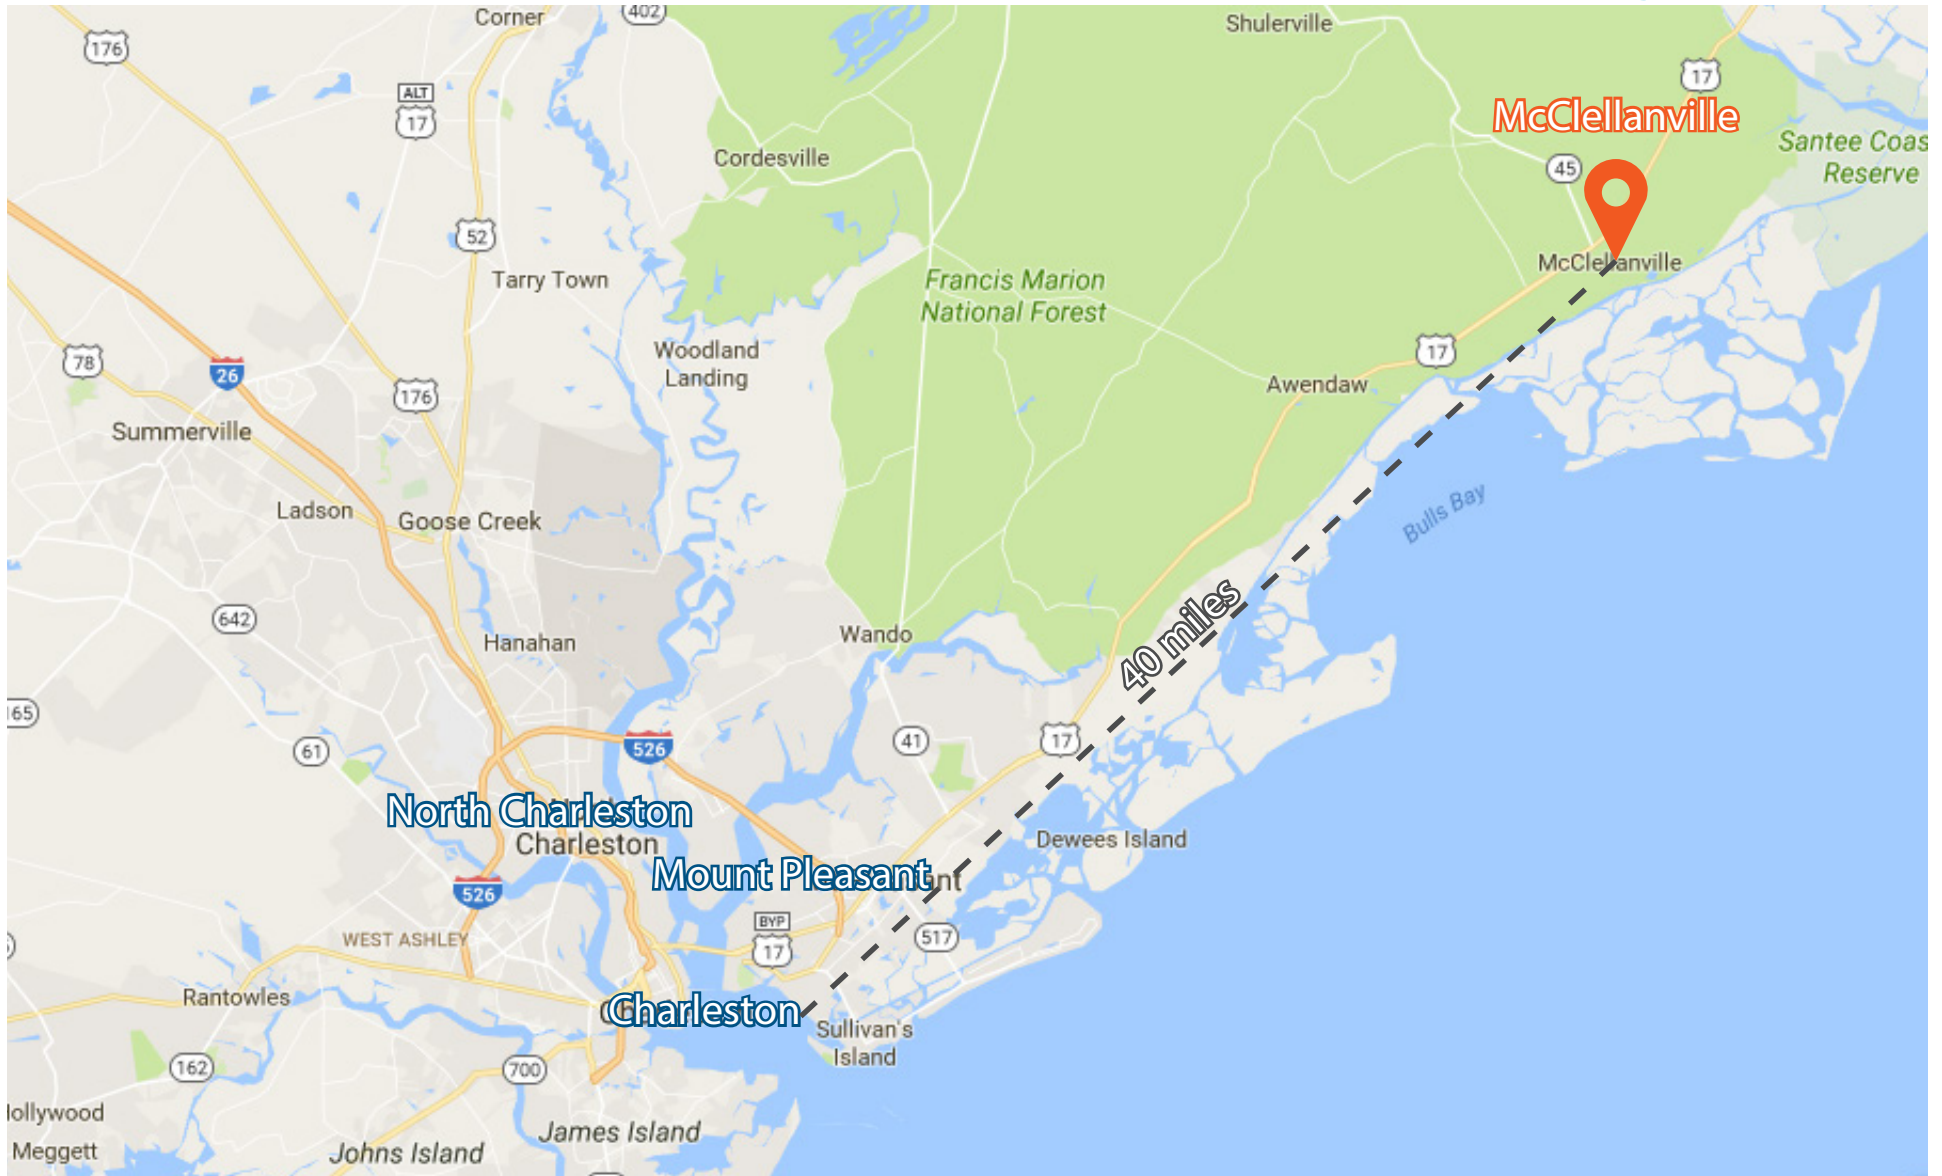 Corner
402
Shulerville
176
17
ALT
17
McClellanville
Santee Coas
Reserve
Cordesville
45
52
McClellanville
Tarry Town
Francis Marion
National Forest
Woodland
Landing
17
78
26
Awendaw
176
Summerville
Bulls Bay
Ladson
Goose Creek
40 miles
642
Hanahan
Wando
165
61
526
41
17
North Charleston
Charleston
Dewees Island
Mount Pleasant
526
BYP
17
517
WEST ASHLEY
Rantowles
Charleston
Sullivan's
Island
162
700
Hollywood
Meggett
Johns Island
James Island